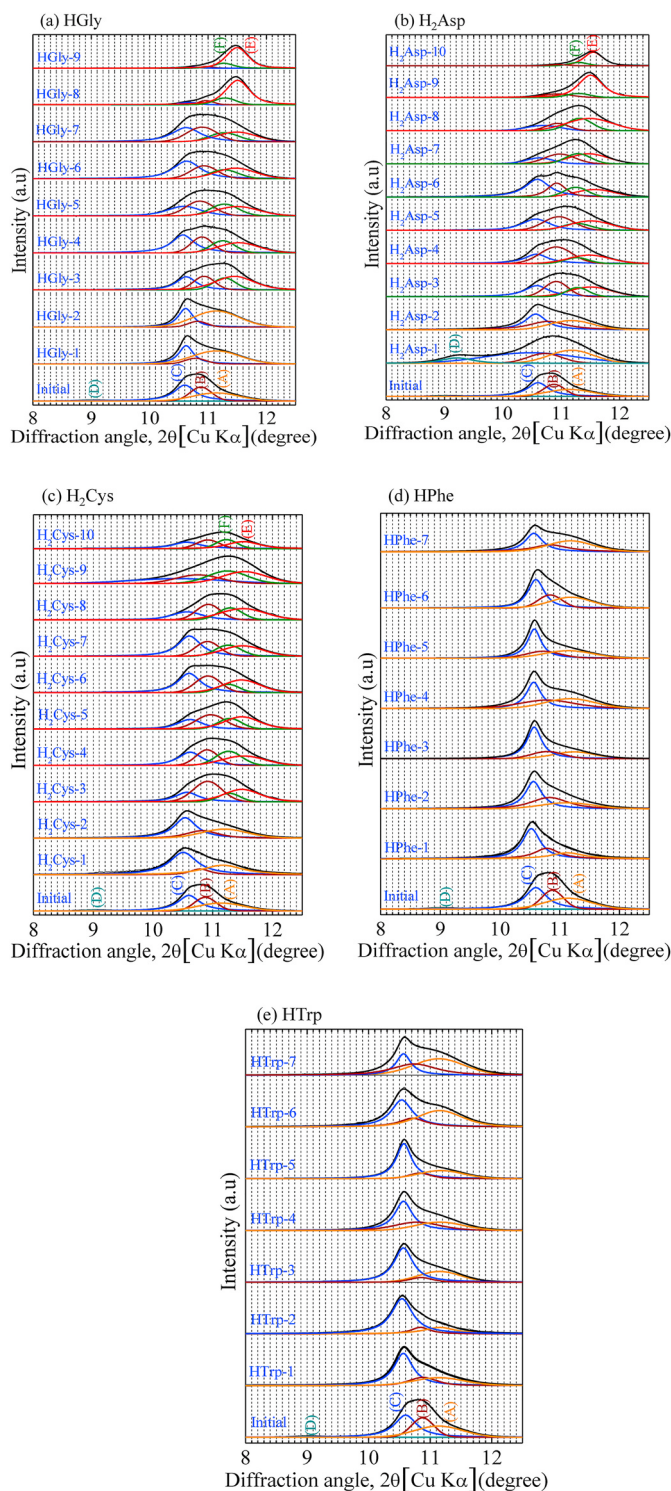 (a) HGly
(F)
(E)
HGly-9
HGly-8
HGly-7
HGly-6
HGly-5
HGly-4
HGly-3
HGly-2
HGly-1
Initial
(D)
(C)
(B)
(A)
Intensity (a.u)
8 9 10 11 12
Diffraction angle, 2θ[Cu Kα](degree)
(b) H₂Asp
(F)
(E)
H₂Asp-10
H₂Asp-9
H₂Asp-8
H₂Asp-7
H₂Asp-6
H₂Asp-5
H₂Asp-4
H₂Asp-3
H₂Asp-2
H₂Asp-1
(D)
Initial
(C)
(B)
(A)
Intensity (a.u)
8 9 10 11 12
Diffraction angle, 2θ[Cu Kα](degree)
(c) H₂Cys
(F)
(E)
H₂Cys-10
H₂Cys-9
H₂Cys-8
H₂Cys-7
H₂Cys-6
H₂Cys-5
H₂Cys-4
H₂Cys-3
H₂Cys-2
H₂Cys-1
Initial
(D)
(C)
(A)
Intensity (a.u)
8 9 10 11 12
Diffraction angle, 2θ[Cu Kα](degree)
(d) HPhe
HPhe-7
HPhe-6
HPhe-5
HPhe-4
HPhe-3
HPhe-2
HPhe-1
Initial
(D)
(C)
(B)
(A)
Intensity (a.u)
8 9 10 11 12
Diffraction angle, 2θ[Cu Kα](degree)
(e) HTrp
HTrp-7
HTrp-6
HTrp-5
HTrp-4
HTrp-3
HTrp-2
HTrp-1
Initial
(D)
(C)
(B)
(A)
Intensity (a.u)
8 9 10 11 12
Diffraction angle, 2θ[Cu Kα](degree)